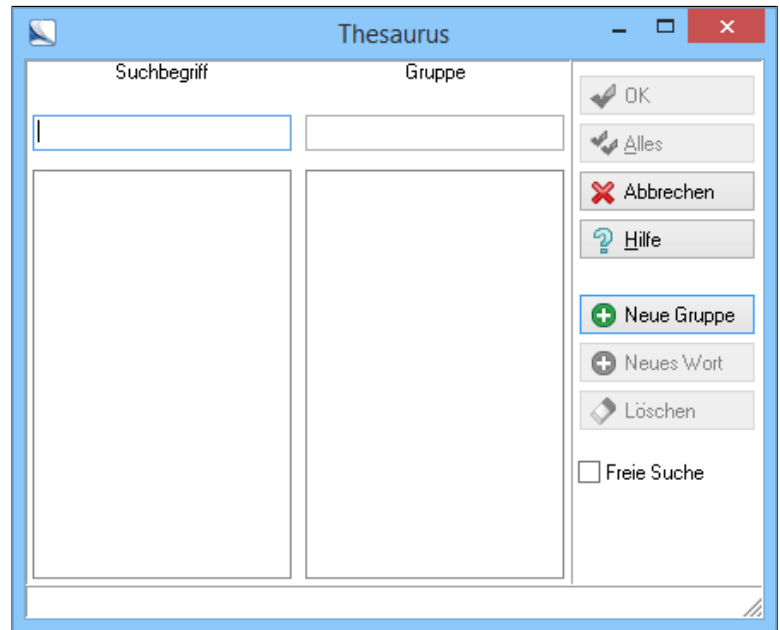 Thesaurus
Suchbegriff
Gruppe
OK
Alles
Abbrechen
Hilfe
Neue Gruppe
Neues Wort
Löschen
Freie Suche